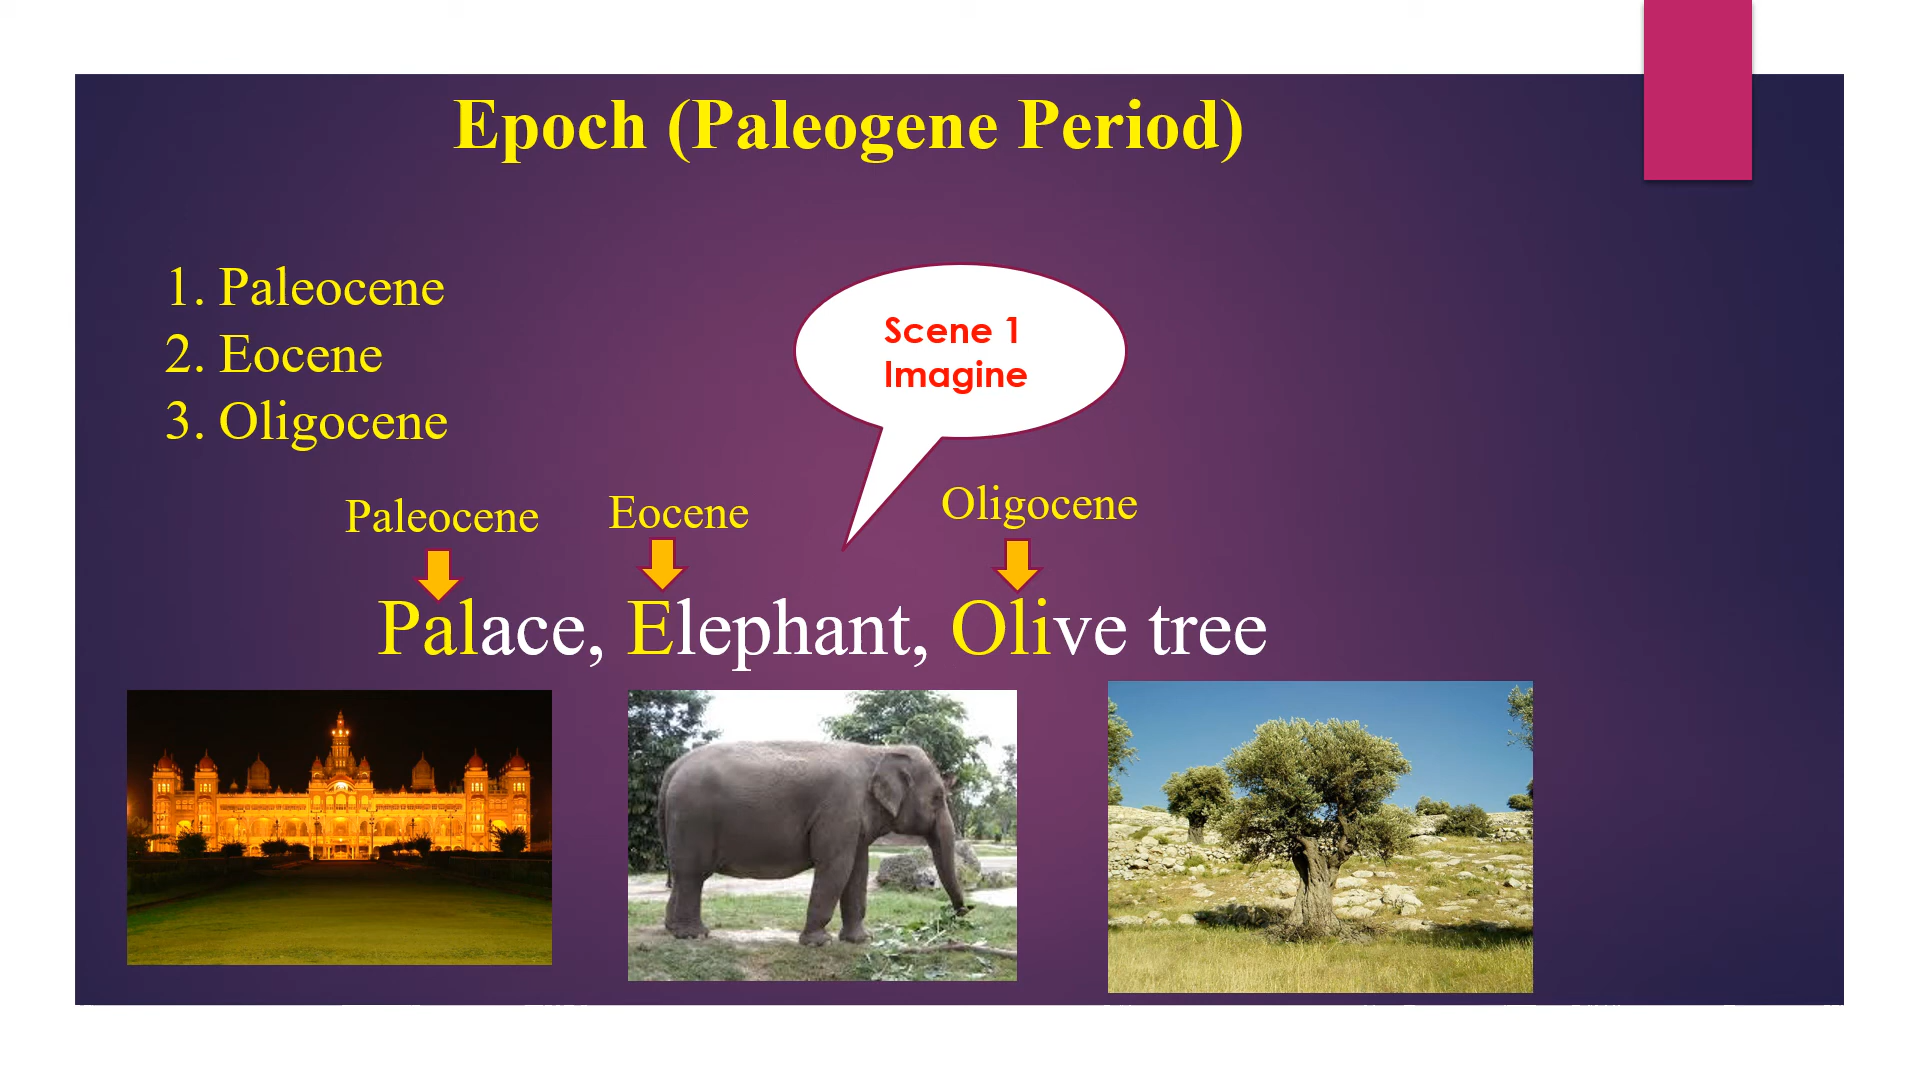 Epoch (Paleogene Period)
1. Paleocene
2. Eocene
3. Oligocene
Scene 1
Imagine
Paleocene Eocene Oligocene
Palace, Elephant, Olive tree